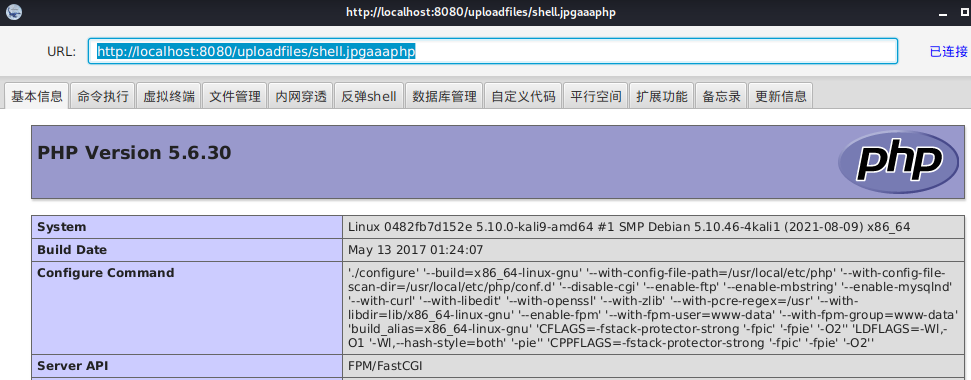 http://localhost:8080/uploadfiles/shell.jpgaaaphp
URL: http://localhost:8080/uploadfiles/shell.jpgaaaphp 已连接
基本信息 命令执行 虚拟终端 文件管理 内网穿透 反弹shell 数据库管理 自定义代码 平行空间 扩展功能 备忘录 更新信息
PHP Version 5.6.30 php
System Linux 0482fb7d152e 5.10.0-kali9-amd64 #1 SMP Debian 5.10.46-4kali1 (2021-08-09) x86_64
Build Date May 13 2017 01:24:07
Configure Command './configure' '--build=x86_64-linux-gnu' '--with-config-file-path=/usr/local/etc/php' '--with-config-file-
scan-dir=/usr/local/etc/php/conf.d' '--disable-cgi' '--enable-ftp' '--enable-mbstring' '--enable-mysqlnd'
'--with-curl' '--with-libedit' '--with-openssl' '--with-zlib' '--with-pcre-regex=/usr' '--with-
libdir=lib/x86_64-linux-gnu' '--enable-fpm' '--with-fpm-user=www-data' '--with-fpm-group=www-data'
'build_alias=x86_64-linux-gnu' 'CFLAGS=-fstack-protector-strong '-fpic' '-fpie' '-O2'' 'LDFLAGS=-Wl,-
O1 '-Wl,--hash-style=both' '-pie'' 'CPPFLAGS=-fstack-protector-strong '-fpic' '-fpie' '-O2''
Server API FPM/FastCGI